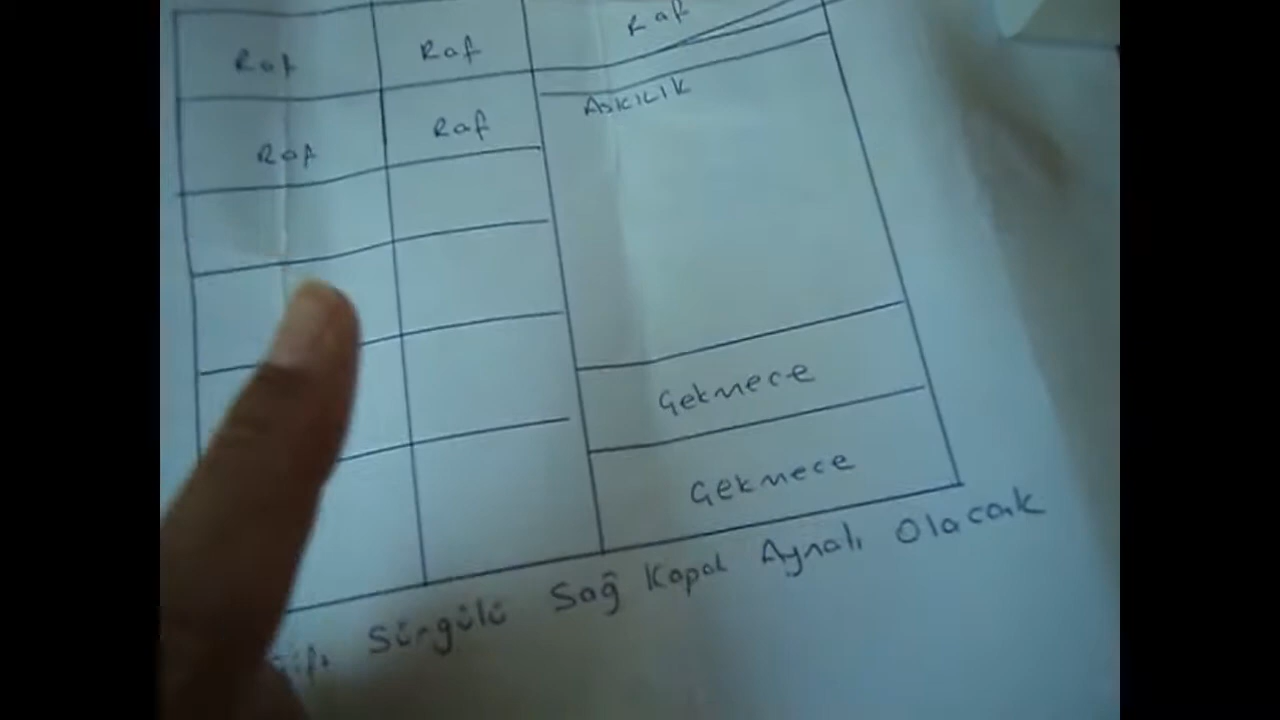 Raf Raf Raf
Raf Raf Askılık
Çekmece
Çekmece
Sürgülü Sağ Kapak Aynalı Olacak